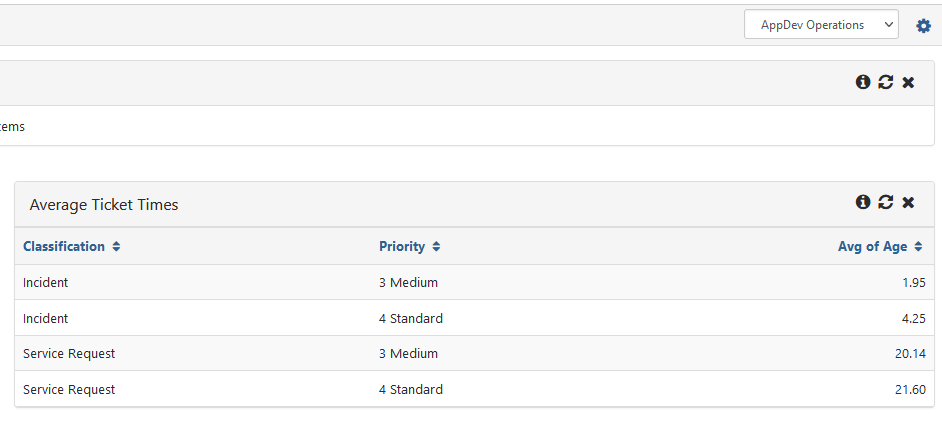 AppDev Operations
tems
Average Ticket Times
Classification Priority Avg of Age
Incident 3 Medium 1.95
Incident 4 Standard 4.25
Service Request 3 Medium 20.14
Service Request 4 Standard 21.60